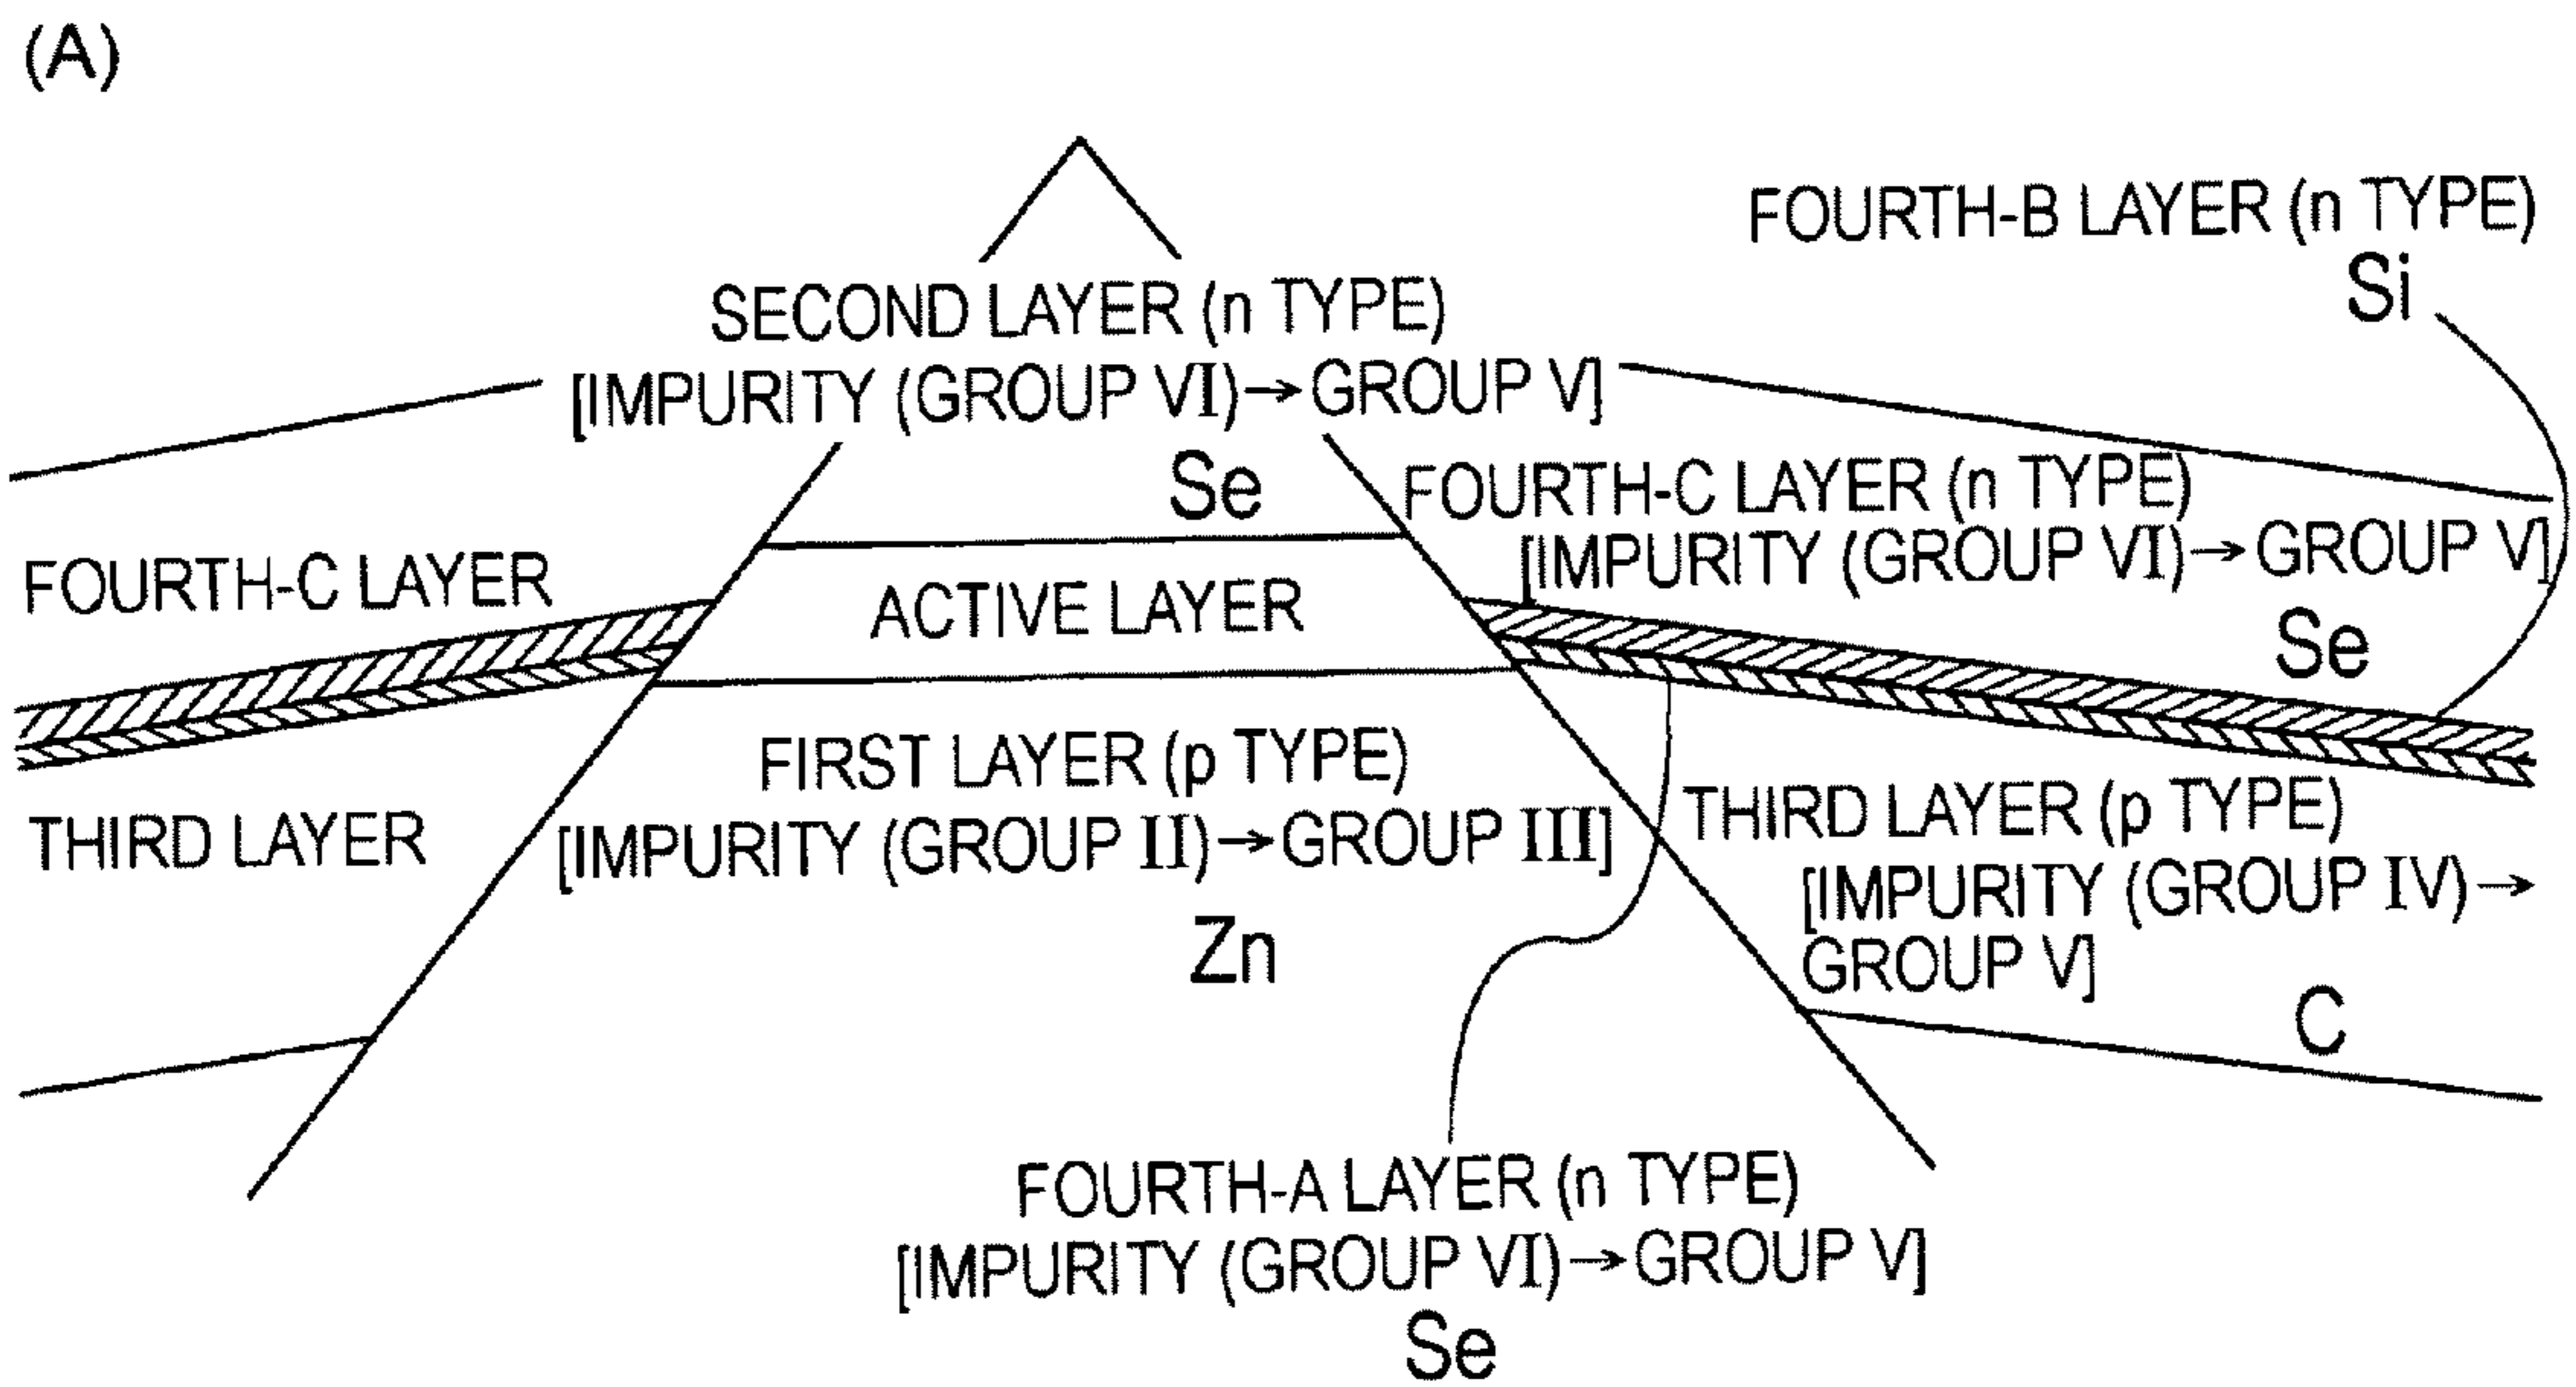 (A)
FOURTH-B LAYER (n TYPE)
Si
SECOND LAYER (n TYPE)
[IMPURITY (GROUP VI)→GROUP V]
Se
FOURTH-C LAYER (n TYPE)
[IMPURITY (GROUP VI)→GROUP V]
Se
FOURTH-C LAYER
ACTIVE LAYER
FIRST LAYER (p TYPE)
[IMPURITY (GROUP II)→GROUP III]
Zn
THIRD LAYER
THIRD LAYER (p TYPE)
[IMPURITY (GROUP IV)→
GROUP V]
C
FOURTH-A LAYER (n TYPE)
[IMPURITY (GROUP VI)→GROUP V]
Se